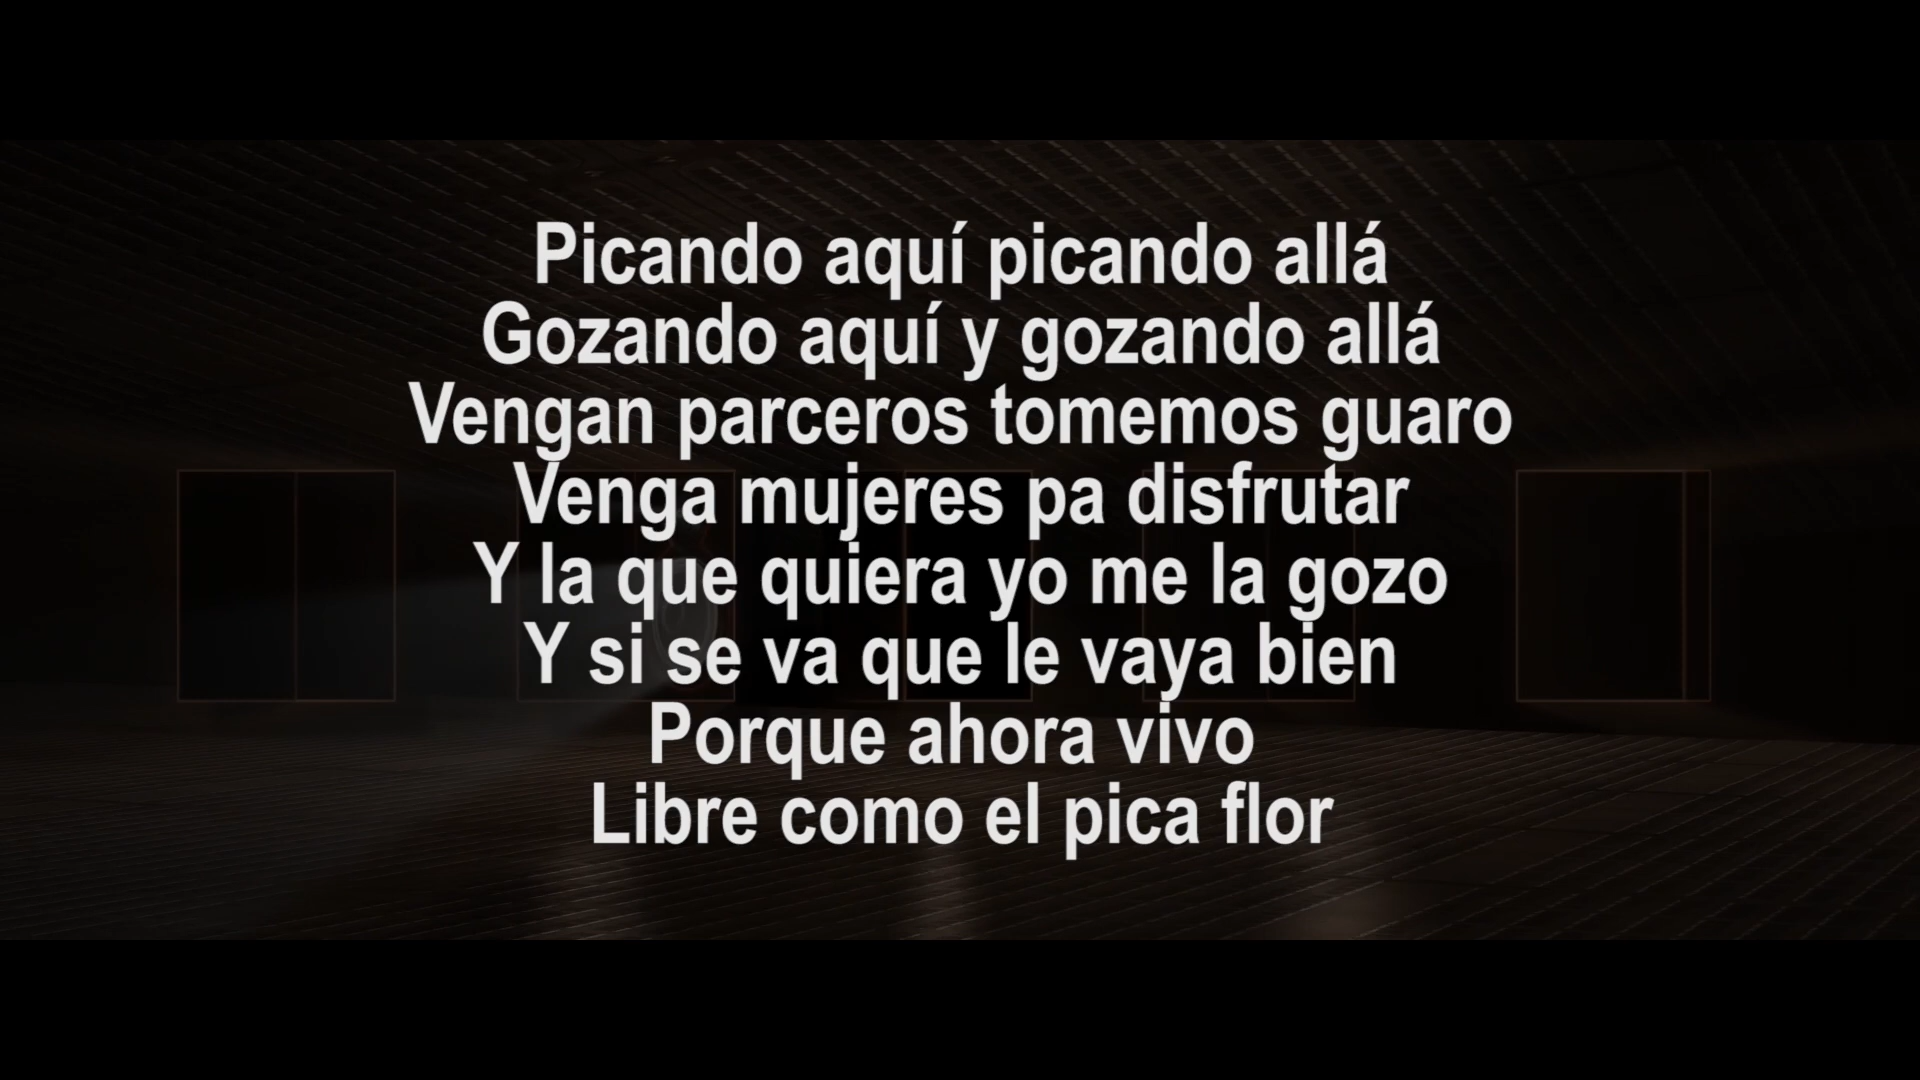 Picando aquí picando allá
Gozando aquí y gozando allá
Vengan parceros tomemos guaro
Venga mujeres pa disfrutar
Y la que quiera yo me la gozo
Y si se va que le vaya bien
Porque ahora vivo
Libre como el pica flor